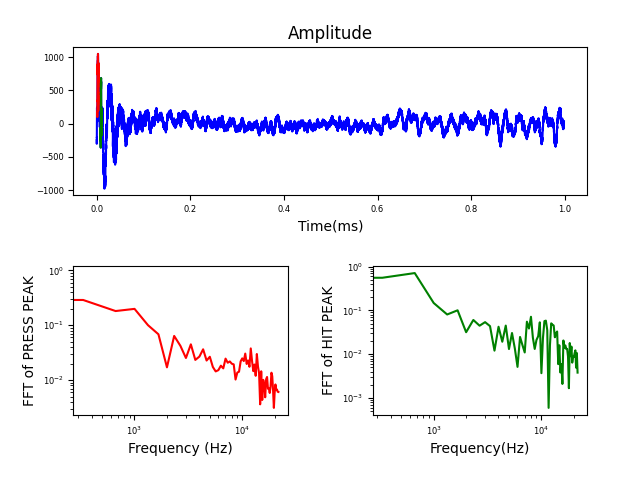 Amplitude
1000
500
0
−500
−1000
0.0 0.2 0.4 0.6 0.8 1.0
Time(ms)
FFT of PRESS PEAK
10⁰
10⁻¹
10⁻²
10³ 10⁴
Frequency (Hz)
FFT of HIT PEAK
10⁰
10⁻¹
10⁻²
10⁻³
10³ 10⁴
Frequency(Hz)